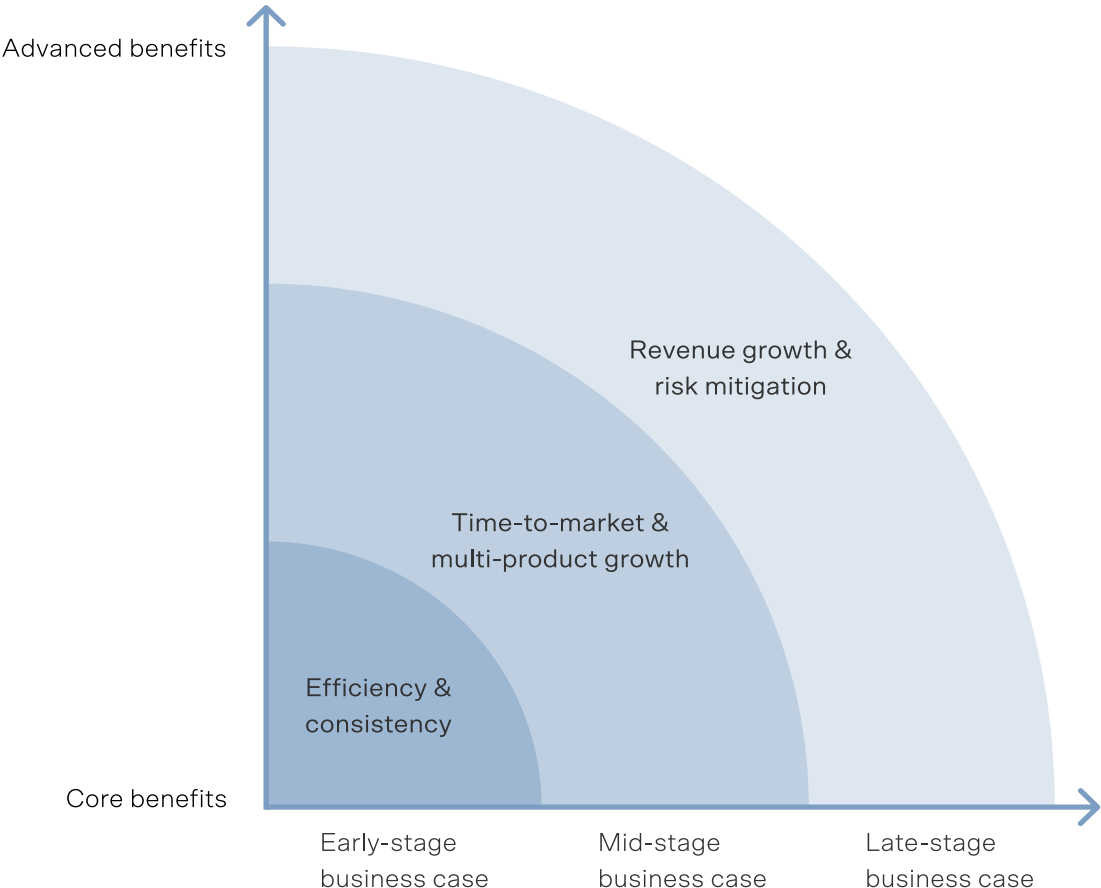 Advanced benefits
Revenue growth &
risk mitigation
Time-to-market &
multi-product growth
Efficiency &
consistency
Core benefits
Early-stage
business case
Mid-stage
business case
Late-stage
business case